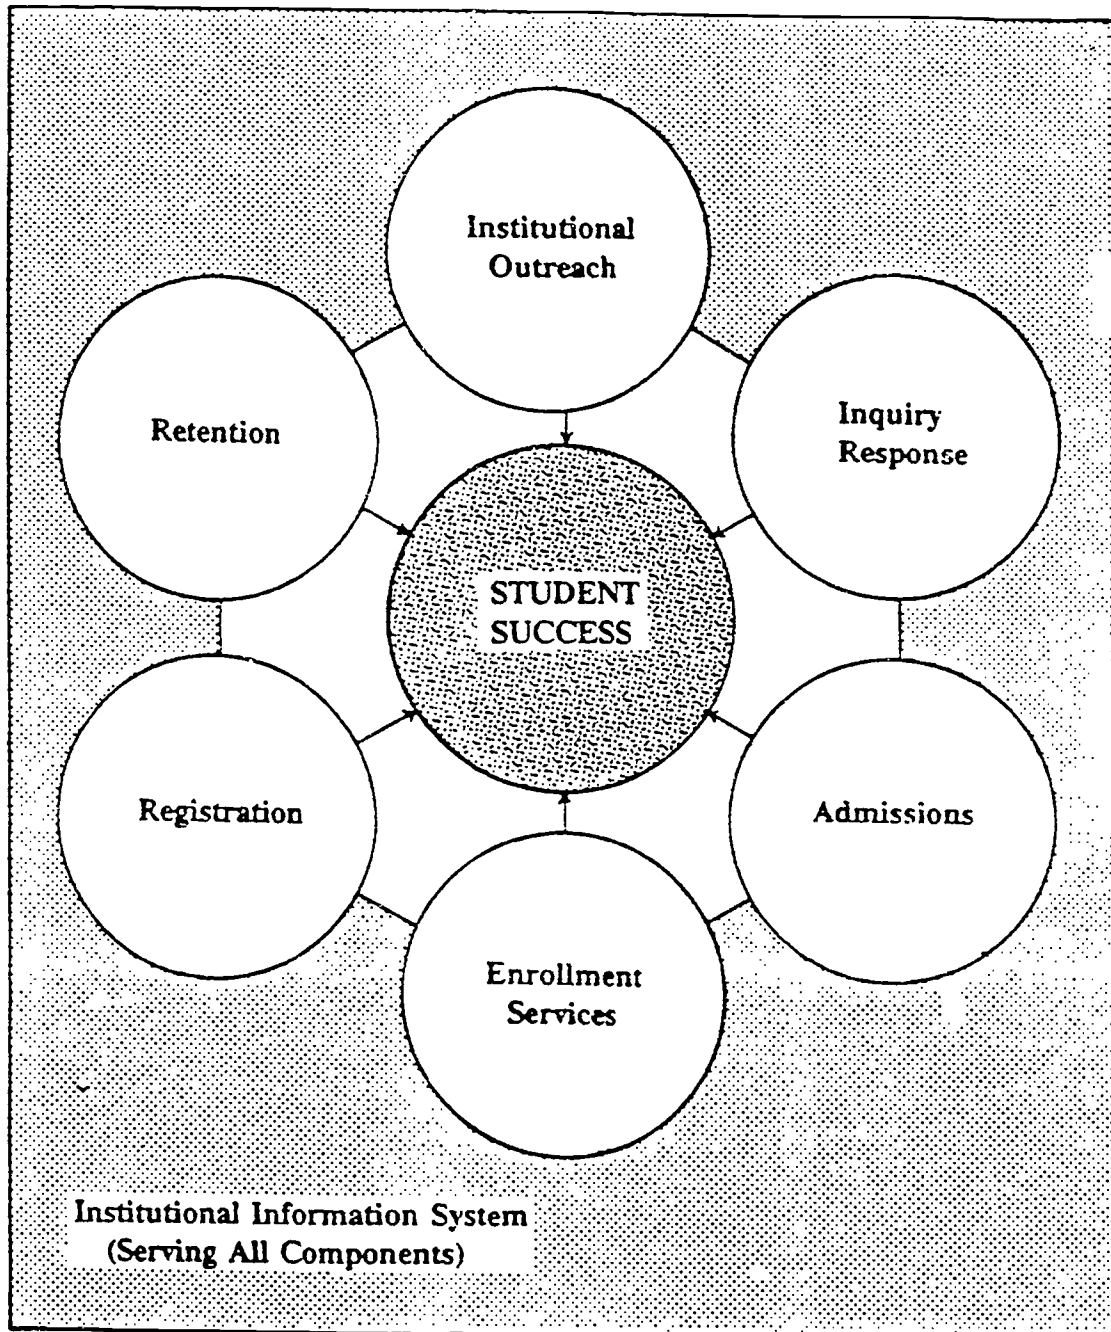 Institutional
Outreach
Inquiry
Response
Retention
STUDENT
SUCCESS
Registration
Admissions
Enrollment
Services
Institutional Information System
(Serving All Components)